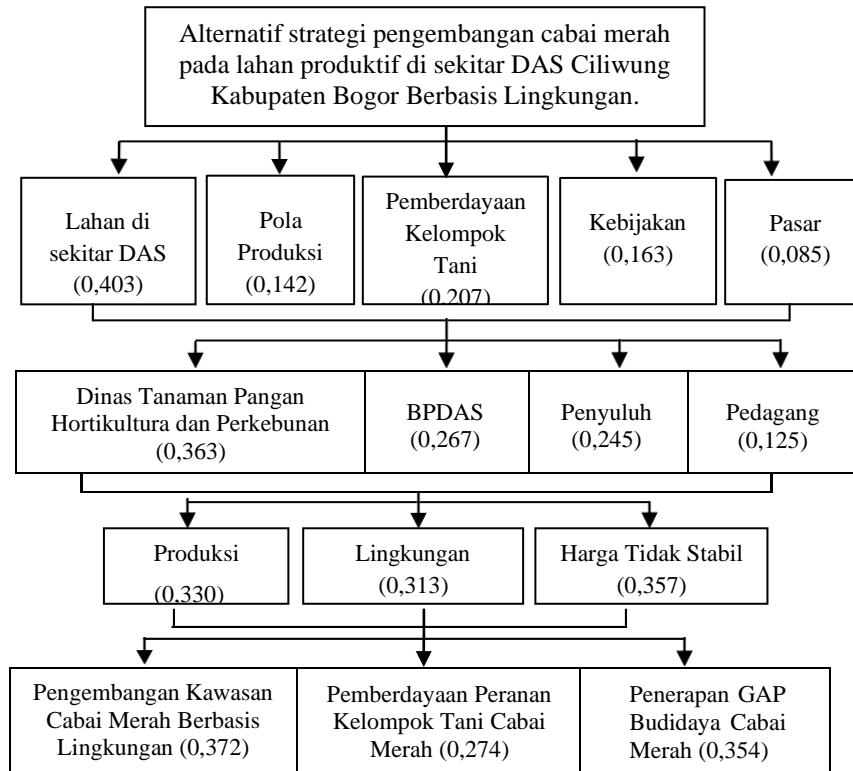 Alternatif strategi pengembangan cabai merah
pada lahan produktif di sekitar DAS Ciliwung
Kabupaten Bogor Berbasis Lingkungan.
Lahan di
sekitar DAS
(0,403)
Pola
Produksi
(0,142)
Pemberdayaan
Kelompok
Tani
(0,207)
Kebijakan
(0,163)
Pasar
(0,085)
Dinas Tanaman Pangan
Hortikultura dan Perkebunan
(0,363)
BPDAS
(0,267)
Penyuluh
(0,245)
Pedagang
(0,125)
Produksi
(0,330)
Lingkungan
(0,313)
Harga Tidak Stabil
(0,357)
Pengembangan Kawasan
Cabai Merah Berbasis
Lingkungan (0,372)
Pemberdayaan Peranan
Kelompok Tani Cabai
Merah (0,274)
Penerapan GAP
Budidaya Cabai
Merah (0,354)